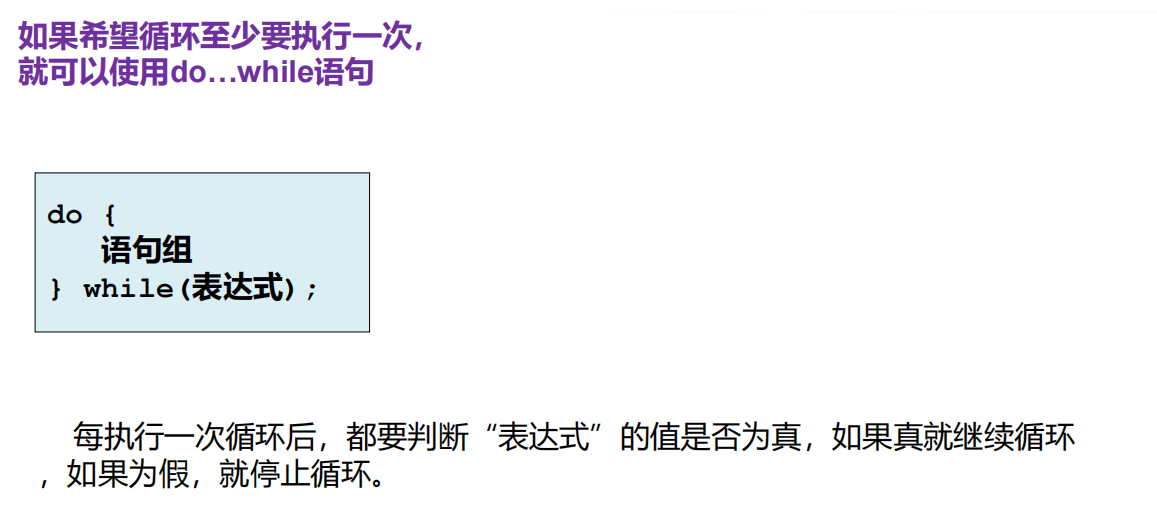 如果希望循环至少要执行一次，
就可以使用do…while语句
do {
语句组
} while(表达式);
每执行一次循环后，都要判断“表达式”的值是否为真，如果真就继续循环
，如果为假，就停止循环。